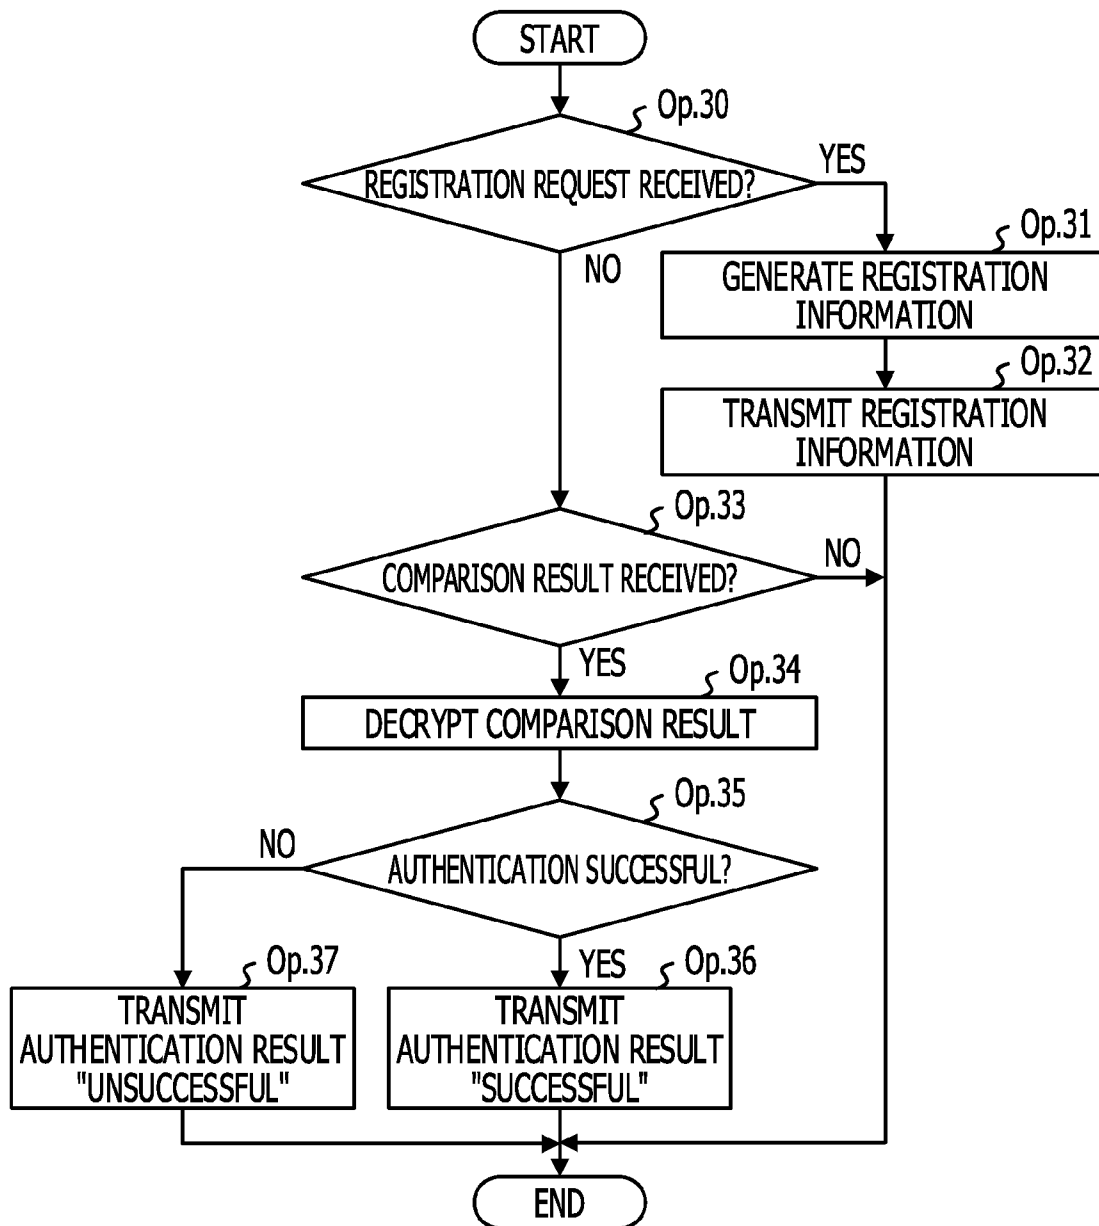 START
Op.30
REGISTRATION REQUEST RECEIVED?
YES
NO
Op.31
GENERATE REGISTRATION
INFORMATION
Op.32
TRANSMIT REGISTRATION
INFORMATION
Op.33
COMPARISON RESULT RECEIVED?
NO
YES
Op.34
DECRYPT COMPARISON RESULT
Op.35
AUTHENTICATION SUCCESSFUL?
NO
YES
Op.37
TRANSMIT
AUTHENTICATION RESULT
"UNSUCCESSFUL"
Op.36
TRANSMIT
AUTHENTICATION RESULT
"SUCCESSFUL"
END